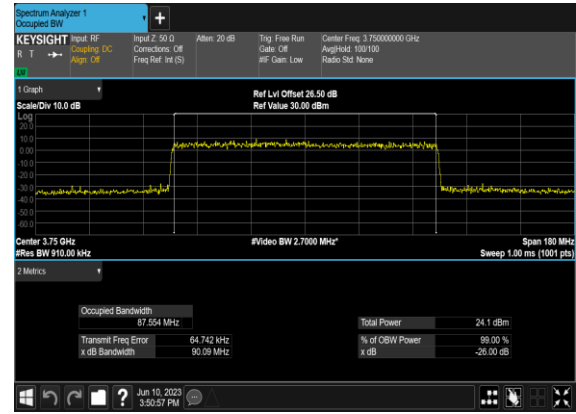 Spectrum Analyzer 1
Occupied BW
KEYSIGHT
R T
Input: RF
Coupling: DC
Align: Off
Input Z: 50 Ω
Corrections: Off
Freq Ref: Int (S)
Atten: 20 dB
Trig: Free Run
Gate: Off
#IF Gain: Low
Center Freq: 3.750000000 GHz
Avg|Hold: 100/100
Radio Std: None
1 Graph
Scale/Div 10.0 dB
Ref Lvl Offset 26.50 dB
Ref Value 30.00 dBm
Log
20.0
10.0
0.00
-10.0
-20.0
-30.0
-40.0
-50.0
-60.0
Center 3.75 GHz
#Res BW 910.00 kHz
#Video BW 2.7000 MHz*
Span 180 MHz
Sweep 1.00 ms (1001 pts)
2 Metrics
Occupied Bandwidth
87.554 MHz
Transmit Freq Error 64.742 kHz
x dB Bandwidth 90.09 MHz
Total Power 24.1 dBm
% of OBW Power 99.00 %
x dB -26.00 dB
?
Jun 10, 2023
3:50:57 PM